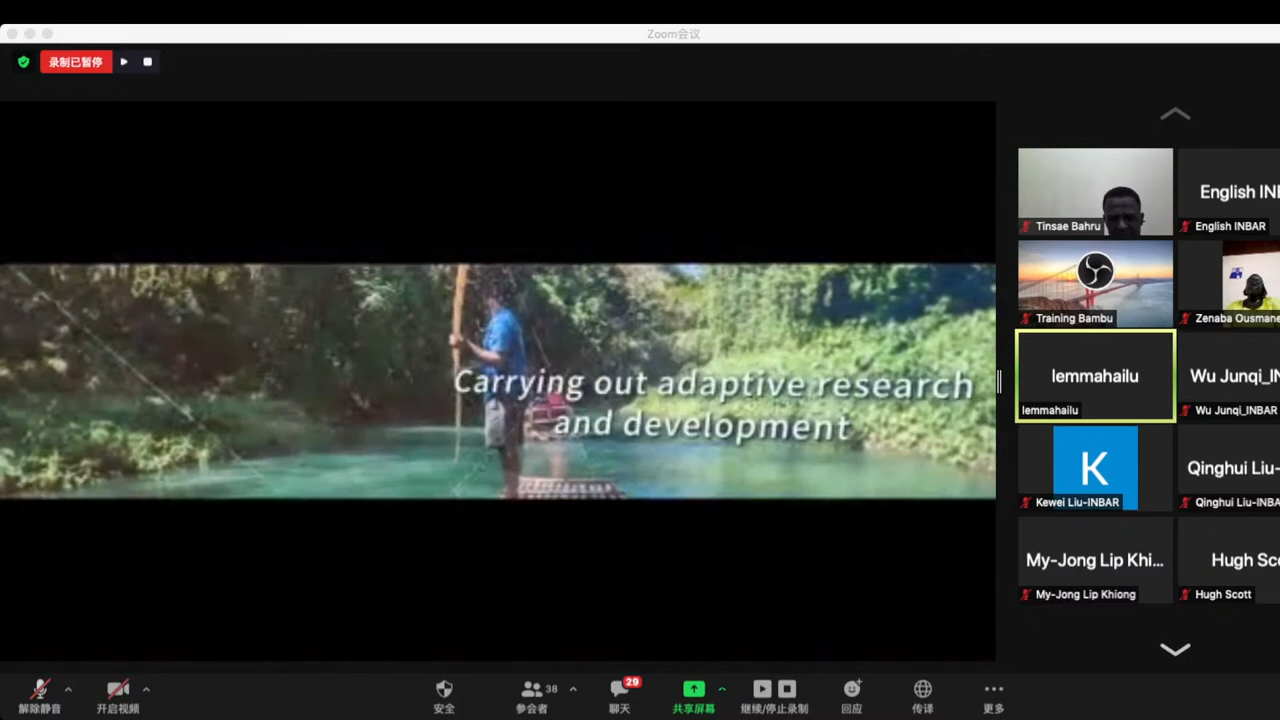 Zoom会议
录制已暂停
Carrying out adaptive research
and development
Tinsae Bahru
English INI
English INBAR
Training Bambu
Zenaba Ousmane
lemmahailu
lemmahailu
Wu Junqi_IN
Wu Junqi_INBAR
K
Kewei Liu-INBAR
Qinghui Liu-
Qinghui Liu-INBA
My-Jong Lip Khi...
My-Jong Lip Khiong
Hugh Sco
Hugh Scott
解除静音
开启视频
安全
38
参会者
29
聊天
共享屏幕
继续/停止录制
回应
传译
更多